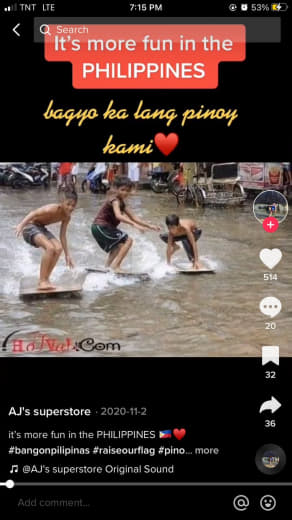 TNT LTE 7:15 PM 53%
Search
It's more fun in the
PHILIPPINES
bagyo ka lang pinoy
kami❤️
514
20
32
36
.Com
AJ's superstore · 2020-11-2
it's more fun in the PHILIPPINES 🇵🇭❤️
#bangonpilipinas #raiseourflag #pino... more
@AJ's superstore Original Sound
Add comment...